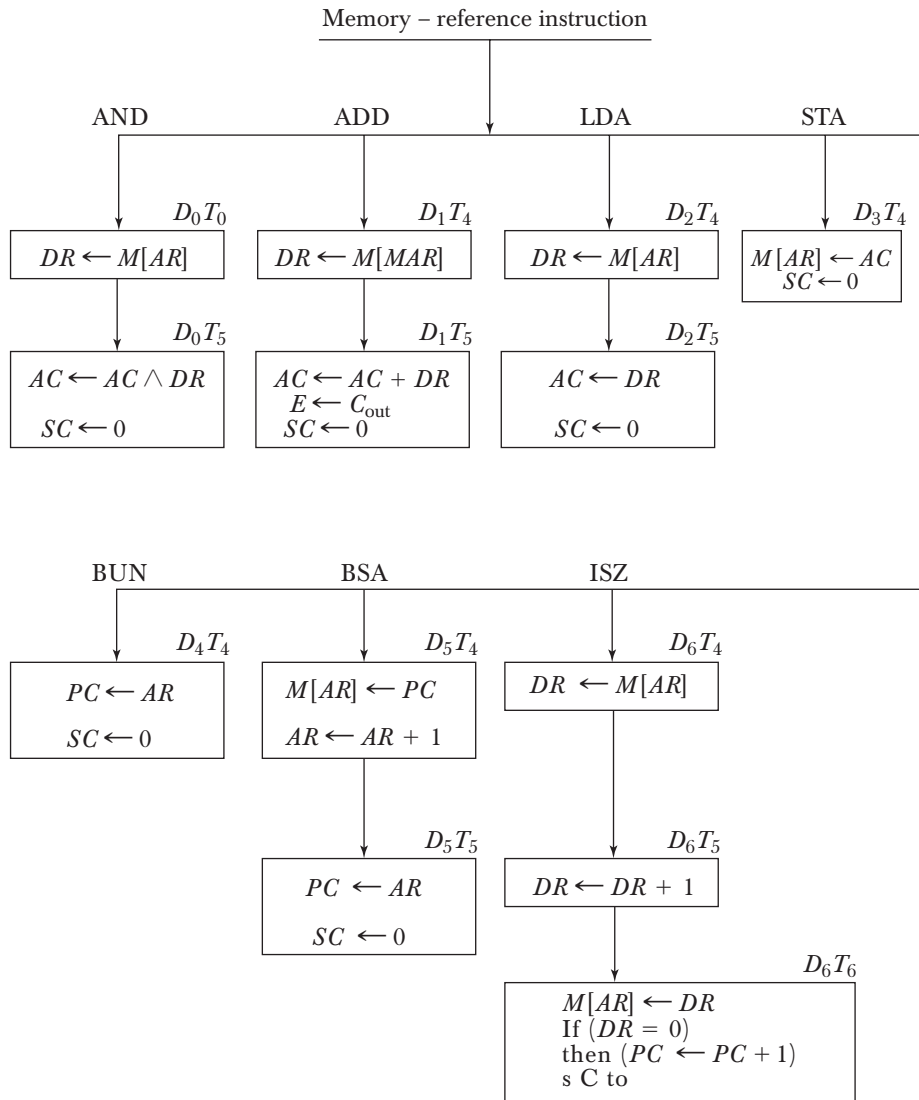 Memory – reference instruction
AND ADD LDA STA
D₀T₀ D₁T₄ D₂T₄ D₃T₄
DR ← M[AR] DR ← M[MAR] DR ← M[AR] M[AR] ← AC
SC ← 0
D₀T₅ D₁T₅ D₂T₅
AC ← AC ∧ DR AC ← AC + DR AC ← DR
E ← Cout
SC ← 0 SC ← 0 SC ← 0
BUN BSA ISZ
D₄T₄ D₅T₄ D₆T₄
PC ← AR M[AR] ← PC DR ← M[AR]
SC ← 0 AR ← AR + 1
D₅T₅ D₆T₅
PC ← AR DR ← DR + 1
SC ← 0
D₆T₆
M[AR] ← DR
If (DR = 0)
then (PC ← PC + 1)
s C to